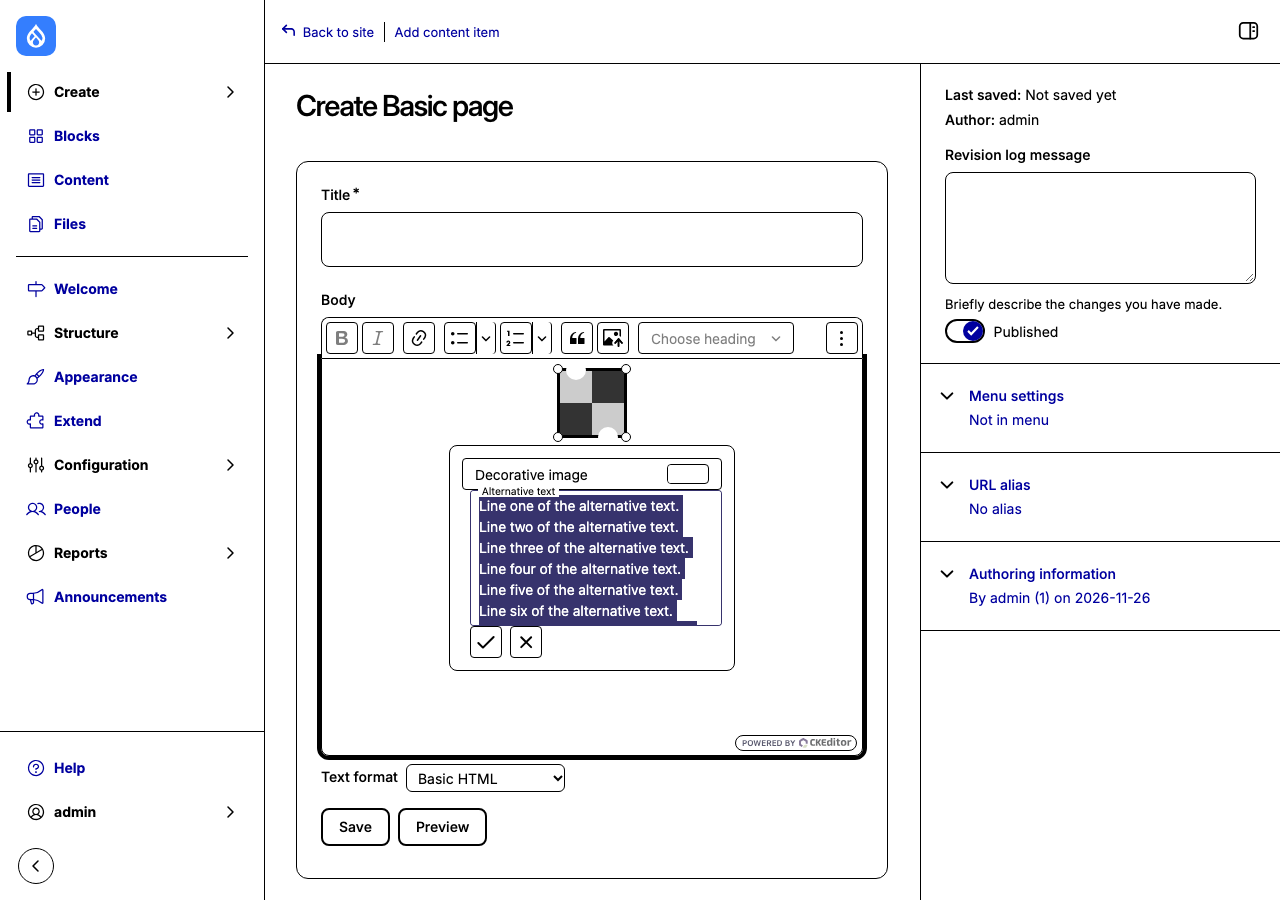 Create
Blocks
Content
Files
Welcome
Structure
Appearance
Extend
Configuration
People
Reports
Announcements
Help
admin
Back to site
Add content item
Create Basic page
Title *
Body
B
I
Choose heading
Decorative image
Alternative text
Line one of the alternative text.
Line two of the alternative text.
Line three of the alternative text.
Line four of the alternative text.
Line five of the alternative text.
Line six of the alternative text.
POWERED BY CKEditor
Text format
Basic HTML
Save
Preview
Last saved: Not saved yet
Author: admin
Revision log message
Briefly describe the changes you have made.
Published
Menu settings
Not in menu
URL alias
No alias
Authoring information
By admin (1) on 2026-11-26